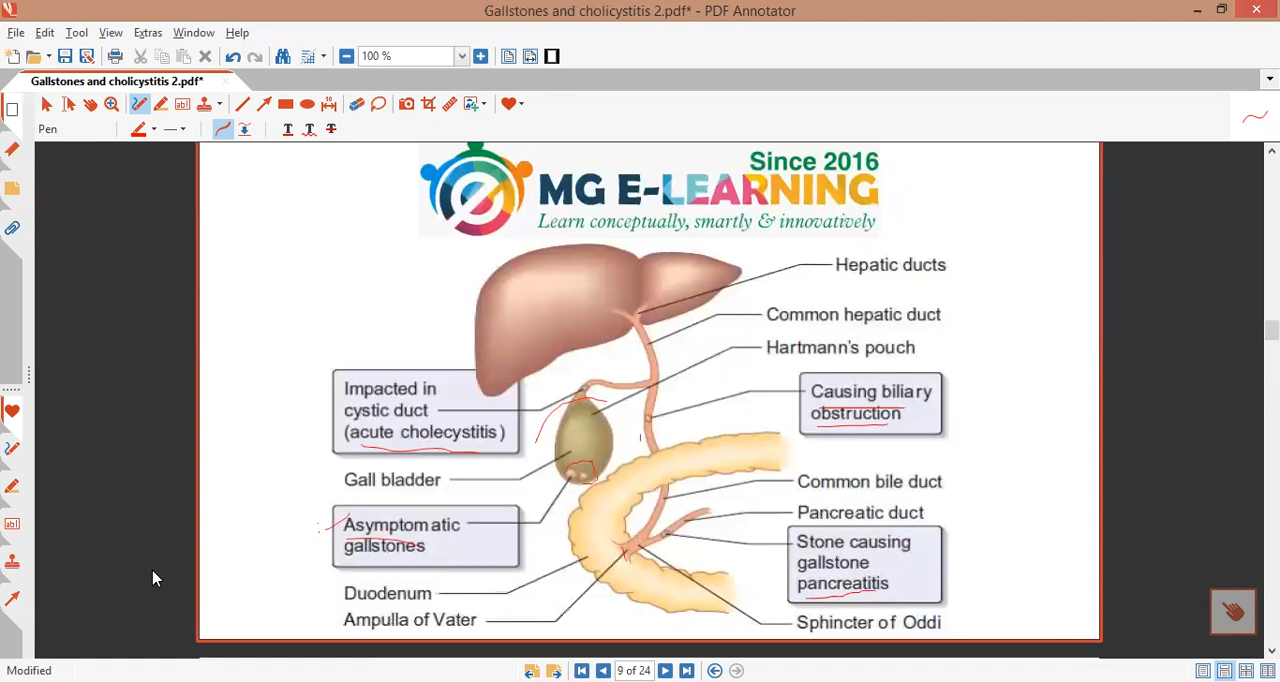 Gallstones and cholicystitis 2.pdf* - PDF Annotator
File Edit Tool View Extras Window Help
100 %
Gallstones and cholicystitis 2.pdf*
Pen
Since 2016
MG E-LEARNING
Learn conceptually, smartly & innovatively
Hepatic ducts
Common hepatic duct
Hartmann's pouch
Impacted in
cystic duct
(acute cholecystitis)
Causing biliary
obstruction
Gall bladder
Common bile duct
Asymptomatic
gallstones
Pancreatic duct
Stone causing
gallstone
pancreatitis
Duodenum
Ampulla of Vater
Sphincter of Oddi
Modified
9 of 24